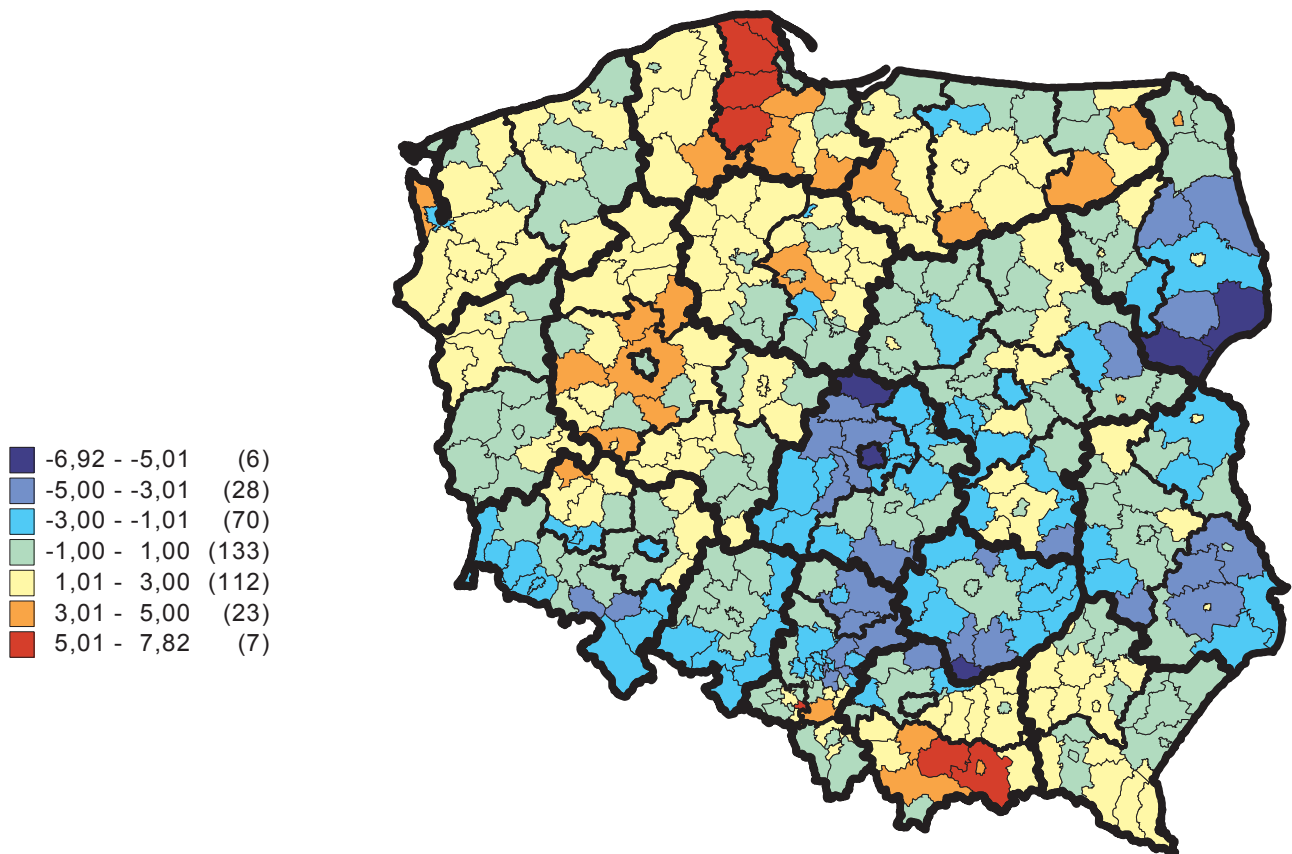 -6,92 - -5,01 (6)
-5,00 - -3,01 (28)
-3,00 - -1,01 (70)
-1,00 - 1,00 (133)
1,01 - 3,00 (112)
3,01 - 5,00 (23)
5,01 - 7,82 (7)